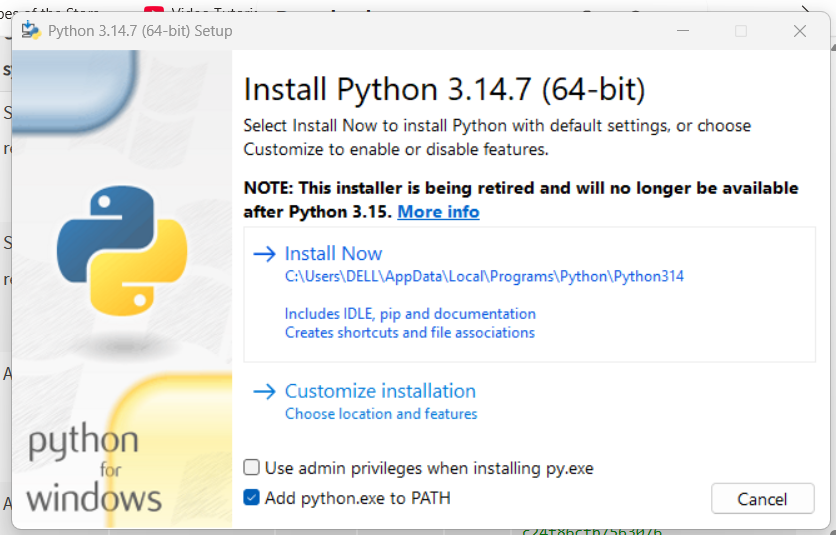 Python 3.14.7 (64-bit) Setup
Install Python 3.14.7 (64-bit)
Select Install Now to install Python with default settings, or choose
Customize to enable or disable features.
NOTE: This installer is being retired and will no longer be available
after Python 3.15. More info
Install Now
C:\Users\DELL\AppData\Local\Programs\Python\Python314
Includes IDLE, pip and documentation
Creates shortcuts and file associations
Customize installation
Choose location and features
python
for
windows
Use admin privileges when installing py.exe
Add python.exe to PATH
Cancel